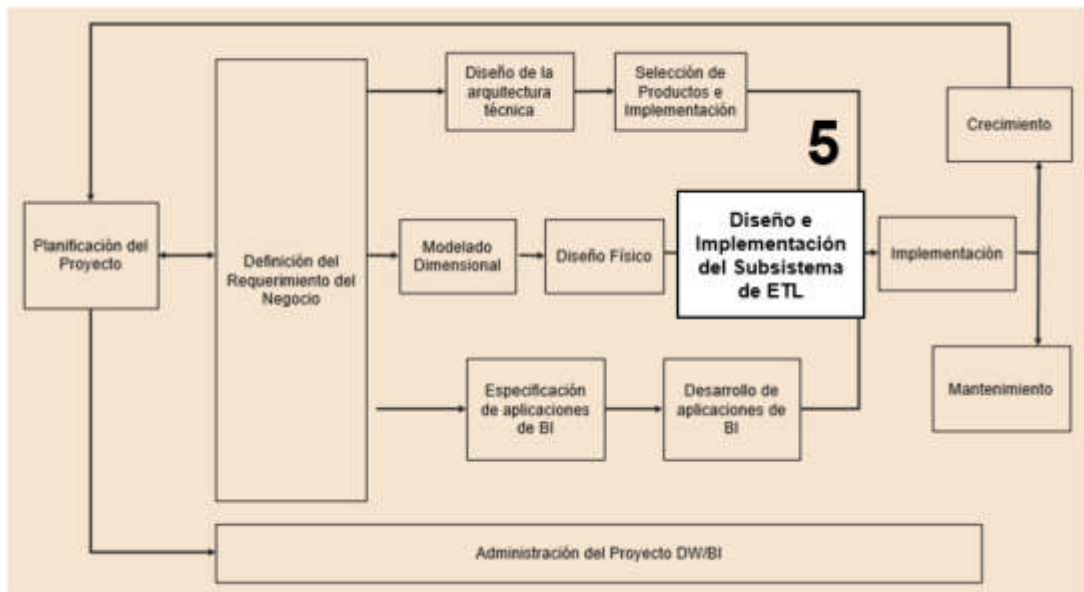 Diseño de la
arquitectura
técnica
Selección de
Productos e
Implementación
Crecimiento
5
Planificación del
Proyecto
Definición del
Requerimiento del
Negocio
Modelado
Dimensional
Diseño Físico
Diseño e
Implementación
del Subsistema
de ETL
Implementación
Especificación
de aplicaciones
de BI
Desarrollo de
aplicaciones de
BI
Mantenimiento
Administración del Proyecto DW/BI